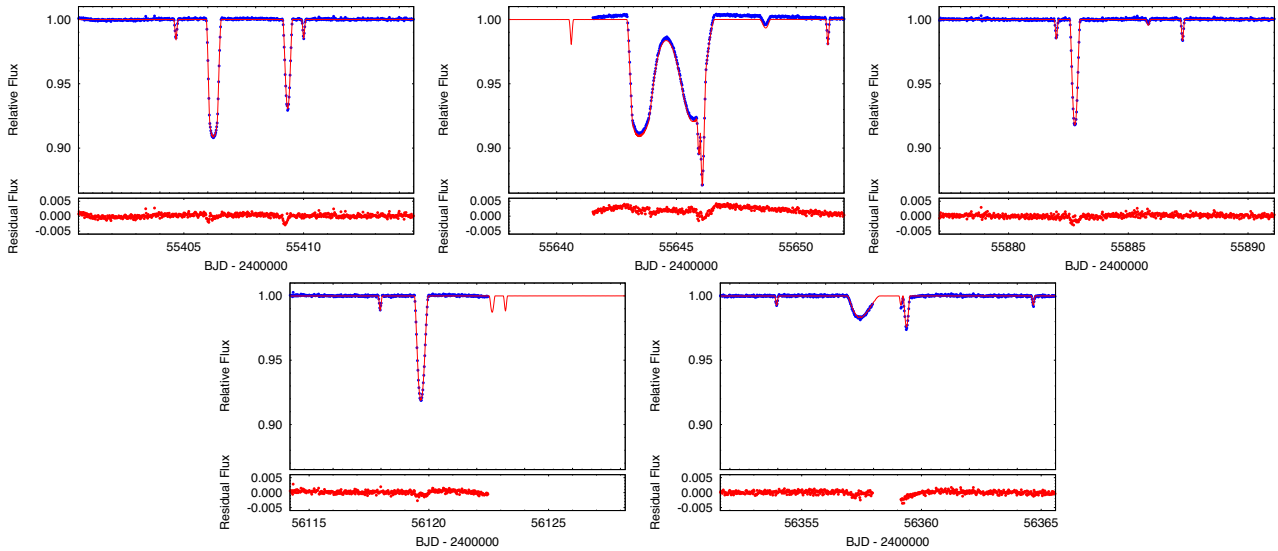 Relative Flux
1.00
0.95
0.90
Residual Flux
0.005
0.000
-0.005
55405 55410
BJD - 2400000
Relative Flux
1.00
0.95
0.90
Residual Flux
0.005
0.000
-0.005
55640 55645 55650
BJD - 2400000
Relative Flux
1.00
0.95
0.90
Residual Flux
0.005
0.000
-0.005
55880 55885 55890
BJD - 2400000
Relative Flux
1.00
0.95
0.90
Residual Flux
0.005
0.000
-0.005
56115 56120 56125
BJD - 2400000
Relative Flux
1.00
0.95
0.90
Residual Flux
0.005
0.000
-0.005
56355 56360 56365
BJD - 2400000